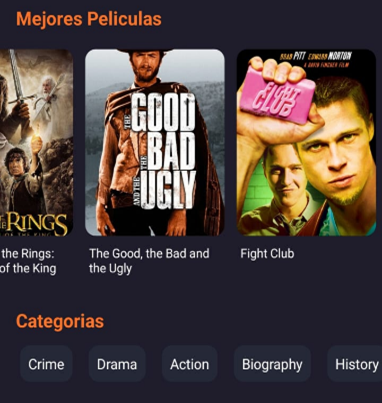 Mejores Peliculas
BRAD PITT EDWARD NORTON
A DAVID FINCHER FILM
FIGHT
CLUB
THE GOOD
THE BAD
AND THE UGLY
RINGS
the Rings:
of the King
The Good, the Bad and
the Ugly
Fight Club
Categorias
Crime
Drama
Action
Biography
History